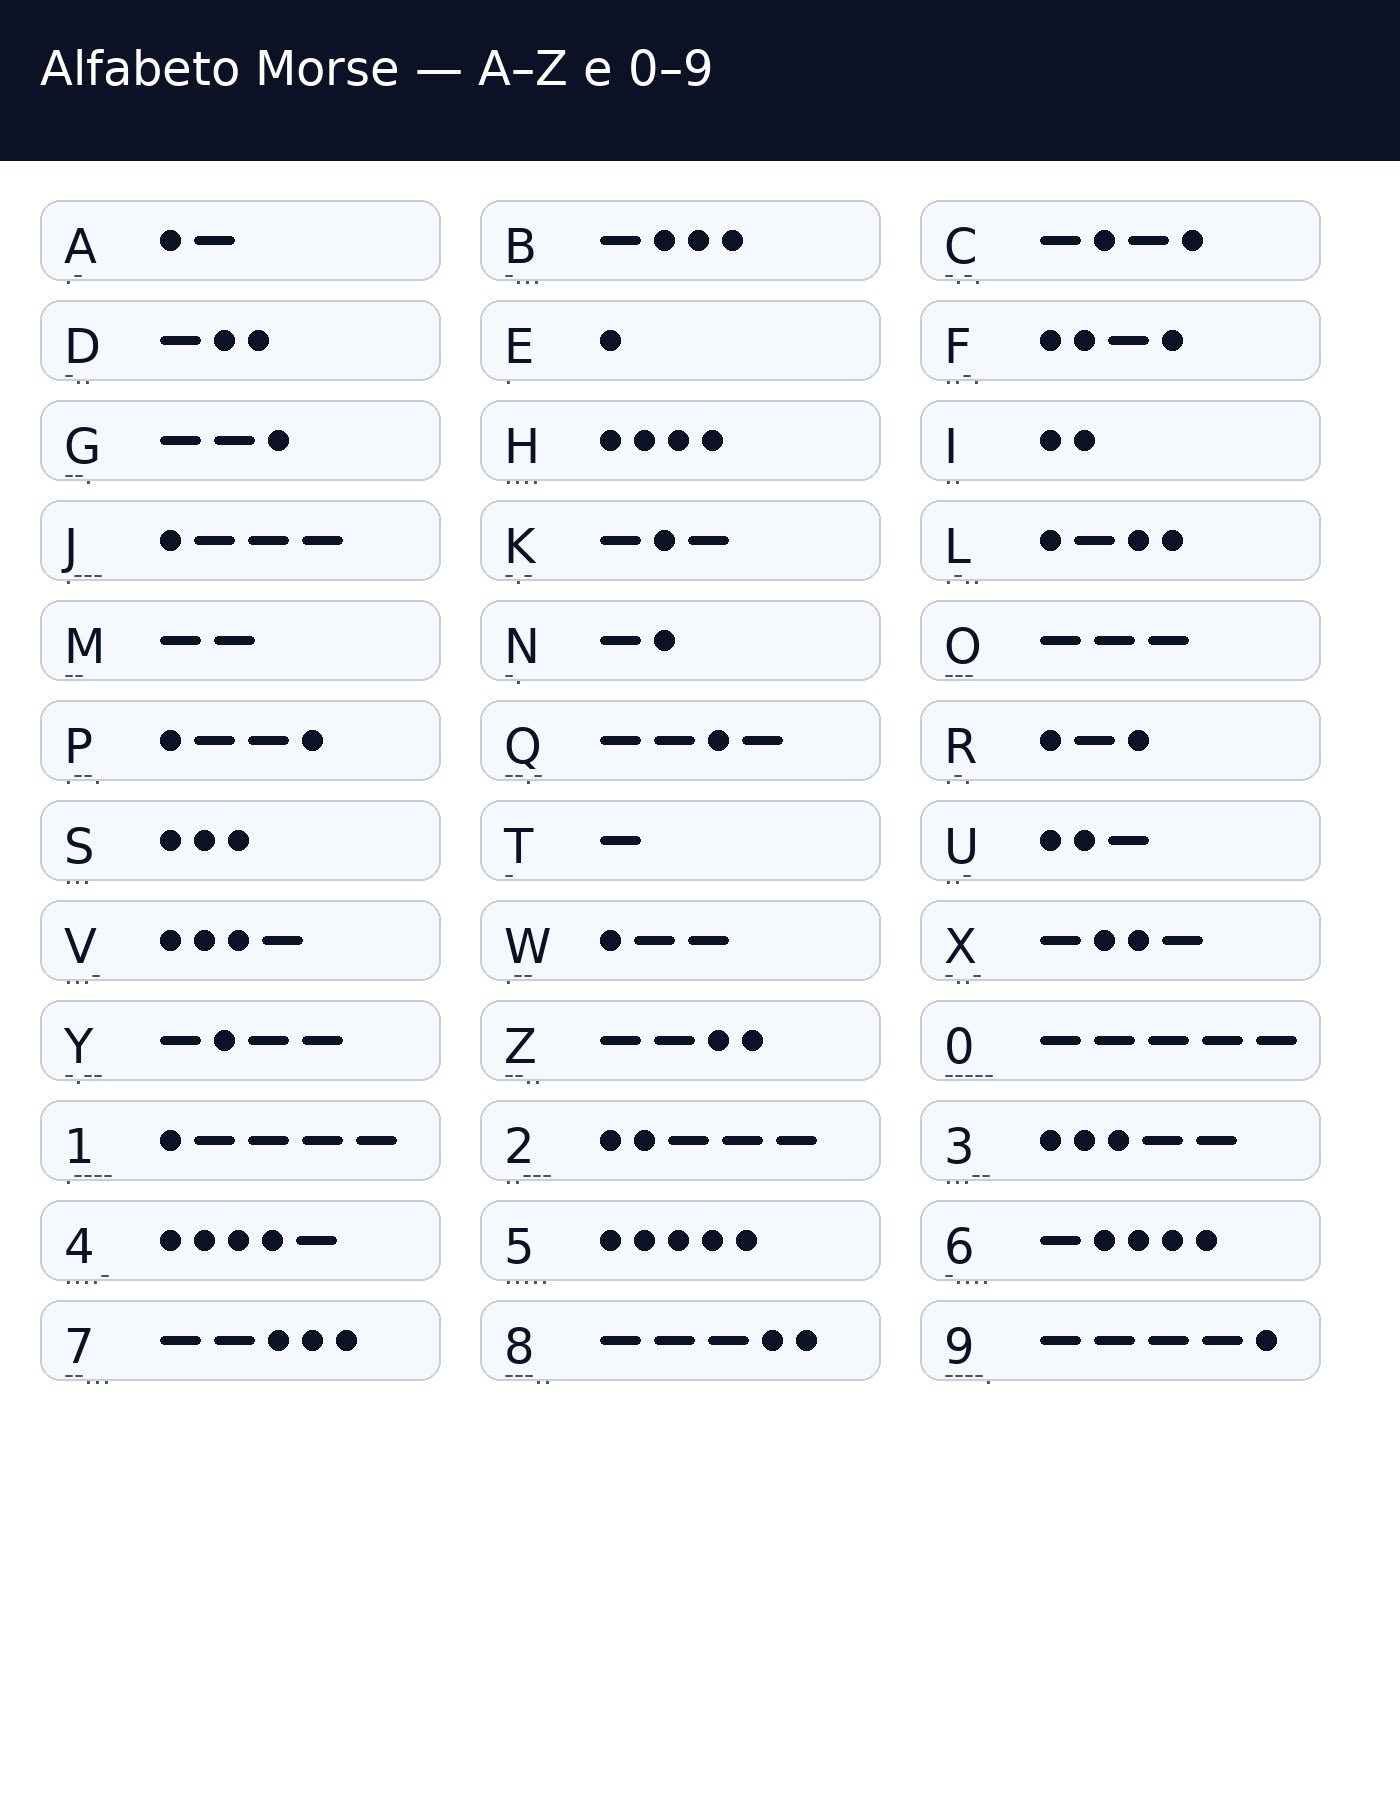 Alfabeto Morse — A–Z e 0–9
A
.-
B
-...
C
-.-.
D
-..
E
.
F
..-.
G
--.
H
....
I
..
J
.---
K
-.-
L
.-..
M
--
N
-.
O
---
P
.--.
Q
--.-
R
.-.
S
...
T
-
U
..-
V
...-
W
.--
X
-..-
Y
-.--
Z
--..
0
-----
1
.----
2
..---
3
...--
4
....-
5
.....
6
-....
7
--...
8
---..
9
----.